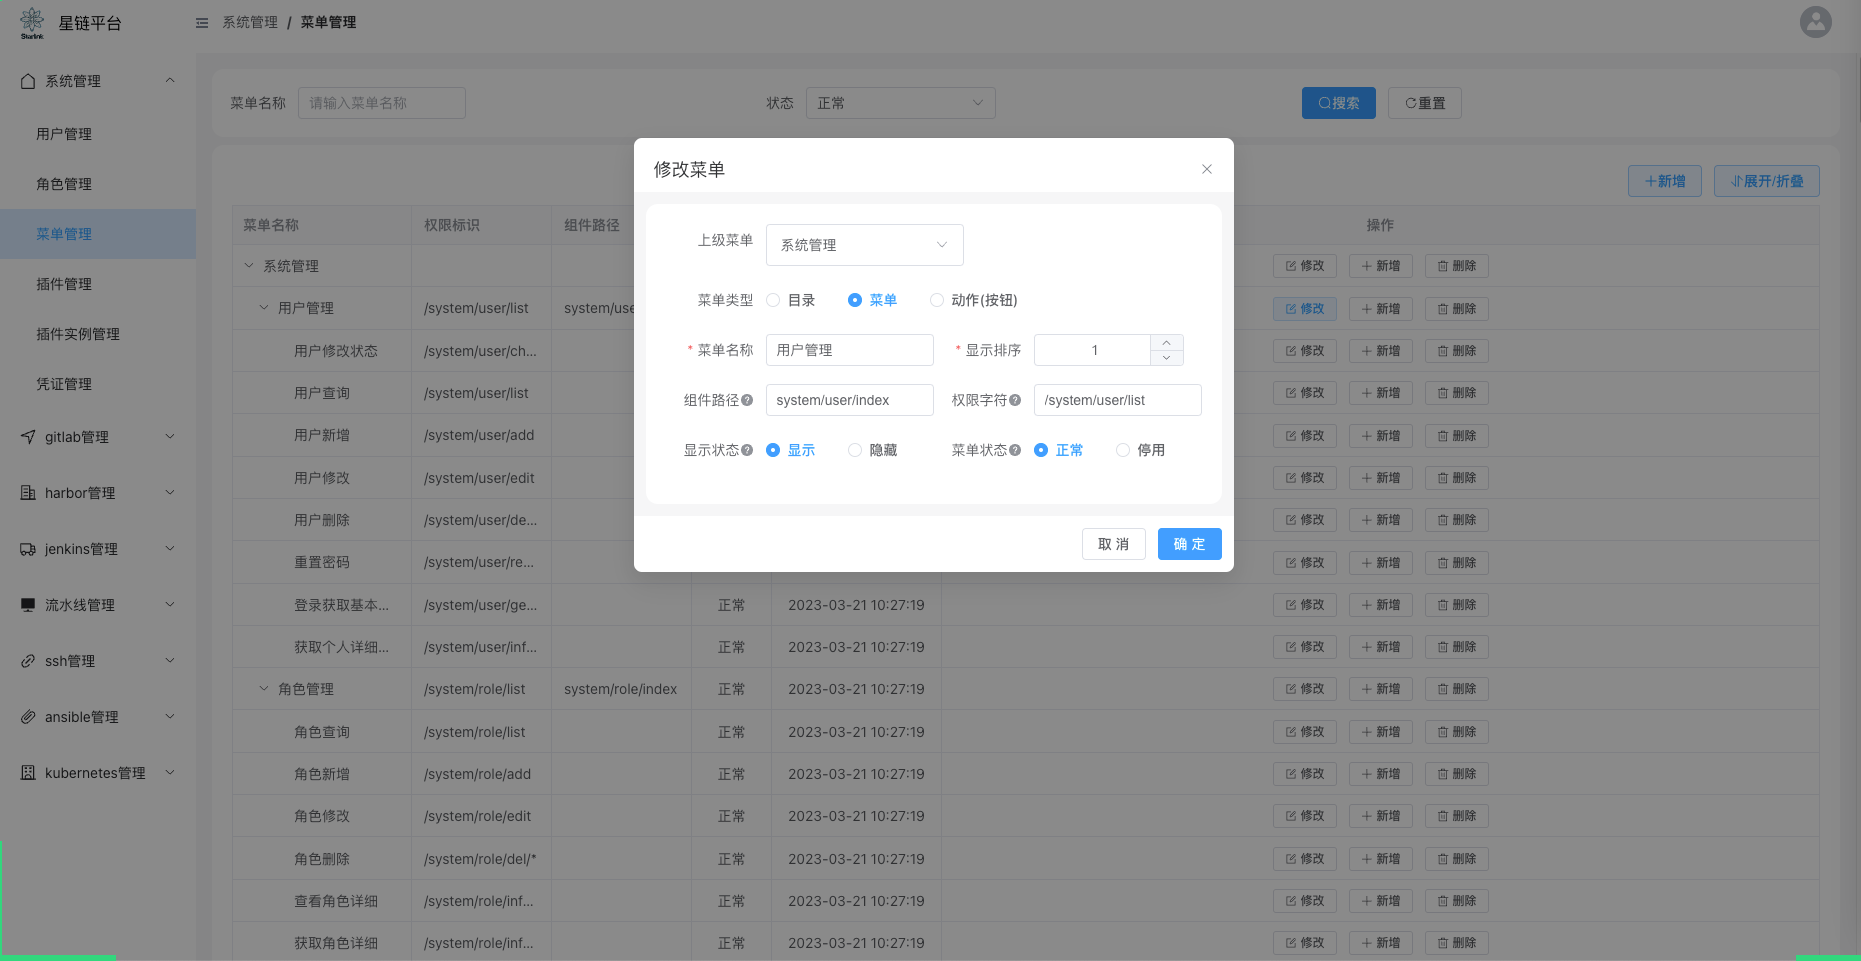 Starlink
星链平台
系统管理 / 菜单管理
系统管理
用户管理
角色管理
菜单管理
插件管理
插件实例管理
凭证管理
gitlab管理
harbor管理
jenkins管理
流水线管理
ssh管理
ansible管理
kubernetes管理
菜单名称 请输入菜单名称 状态 正常 搜索 重置
新增 展开/折叠
菜单名称 权限标识 组件路径 操作
系统管理 修改 新增 删除
用户管理 /system/user/list system/use 修改 新增 删除
用户修改状态 /system/user/ch... 修改 新增 删除
用户查询 /system/user/list 修改 新增 删除
用户新增 /system/user/add 修改 新增 删除
用户修改 /system/user/edit 修改 新增 删除
用户删除 /system/user/de... 修改 新增 删除
重置密码 /system/user/re... 修改 新增 删除
登录获取基本... /system/user/ge... 正常 2023-03-21 10:27:19 修改 新增 删除
获取个人详细... /system/user/inf... 正常 2023-03-21 10:27:19 修改 新增 删除
角色管理 /system/role/list system/role/index 正常 2023-03-21 10:27:19 修改 新增 删除
角色查询 /system/role/list 正常 2023-03-21 10:27:19 修改 新增 删除
角色新增 /system/role/add 正常 2023-03-21 10:27:19 修改 新增 删除
角色修改 /system/role/edit 正常 2023-03-21 10:27:19 修改 新增 删除
角色删除 /system/role/del/* 正常 2023-03-21 10:27:19 修改 新增 删除
查看角色详细 /system/role/inf... 正常 2023-03-21 10:27:19 修改 新增 删除
获取角色详细 /system/role/inf... 正常 2023-03-21 10:27:19 修改 新增 删除
修改菜单
上级菜单 系统管理
菜单类型 目录 菜单 动作(按钮)
* 菜单名称 用户管理 * 显示排序 1
组件路径 system/user/index 权限字符 /system/user/list
显示状态 显示 隐藏 菜单状态 正常 停用
取 消 确 定